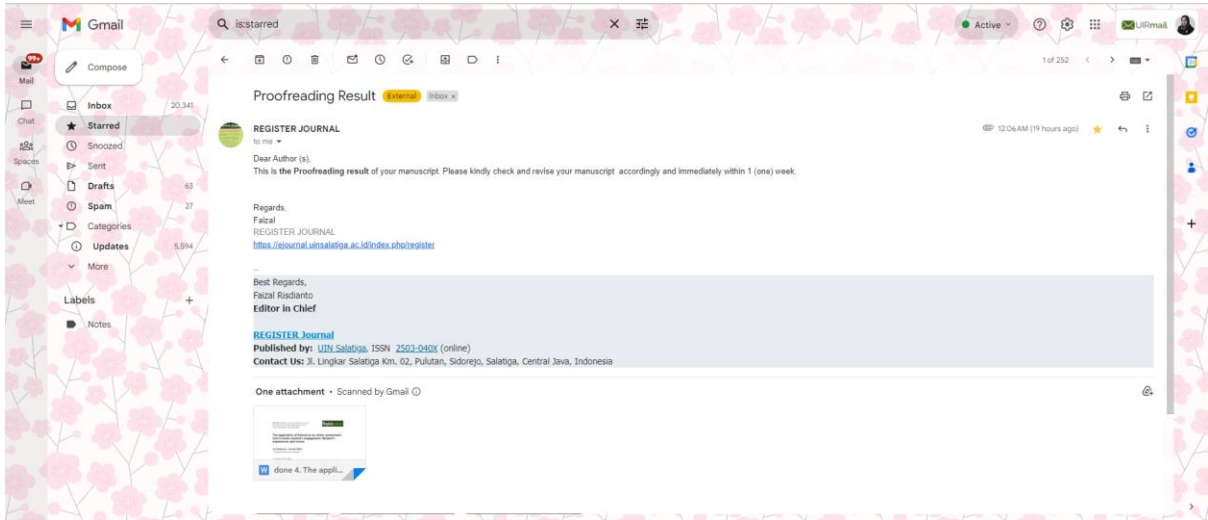 Gmail
is:starred
Active
UIRmail
99+
Mail
Compose
1 of 252
Chat
Spaces
Meet
Inbox 20,341
Starred
Snoozed
Sent
Drafts 63
Spam 27
Categories
Updates 5,594
More
Labels
Notes
Proofreading Result External Inbox x
REGISTER JOURNAL
12:06 AM (19 hours ago)
to me
Dear Author (s),
This is the Proofreading result of your manuscript. Please kindly check and revise your manuscript accordingly and immediately within 1 (one) week.
Regards,
Faizal
REGISTER JOURNAL
https://ejournal.uinsalatiga.ac.id/index.php/register
--
Best Regards,
Faizal Risdianto
Editor in Chief
REGISTER Journal
Published by: UIN Salatiga, ISSN 2503-040X (online)
Contact Us: Jl. Lingkar Salatiga Km. 02, Pulutan, Sidorejo, Salatiga, Central Java, Indonesia
One attachment • Scanned by Gmail
W done 4. The appli...